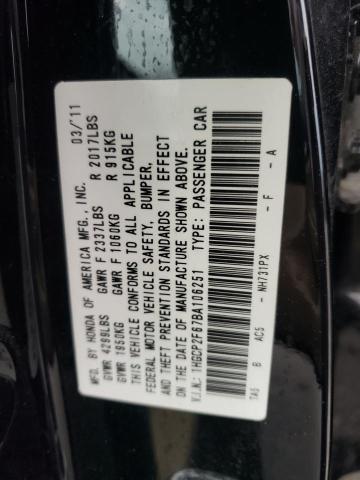 03/'11
MFD. BY HONDA OF AMERICA MFG., INC.
GVWR 4299LBS GAWR F 2337LBS R 2017LBS
GVWR 1950KG GAWR F 1060KG R 915KG
THIS VEHICLE CONFORMS TO ALL APPLICABLE
FEDERAL MOTOR VEHICLE SAFETY, BUMPER,
AND THEFT PREVENTION STANDARDS IN EFFECT
ON THE DATE OF MANUFACTURE SHOWN ABOVE.
V.I.N: 1HGCP2F67BA106251 TYPE: PASSENGER CAR
TA5 B AC5 - NH731PX - F - A